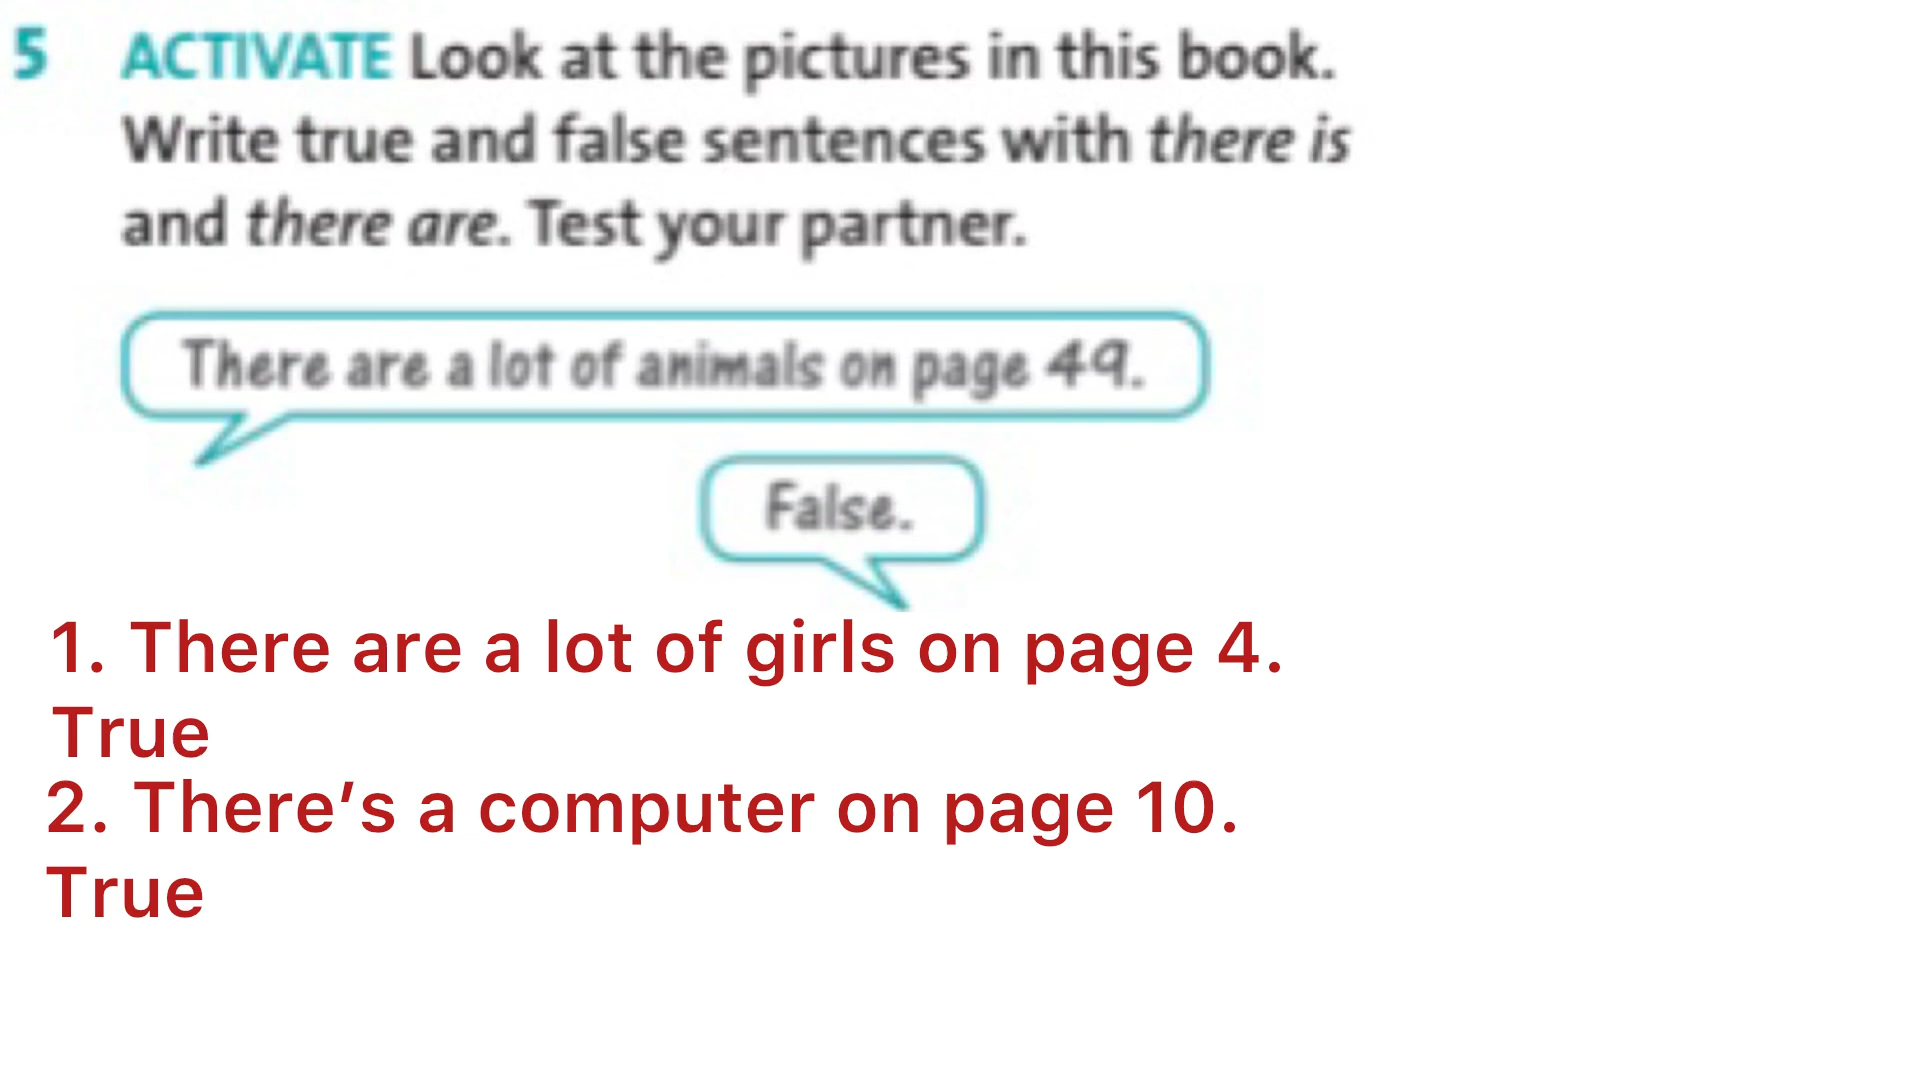 5 ACTIVATE Look at the pictures in this book.
Write true and false sentences with there is
and there are. Test your partner.
There are a lot of animals on page 49.
False.
1. There are a lot of girls on page 4.
True
2. There’s a computer on page 10.
True